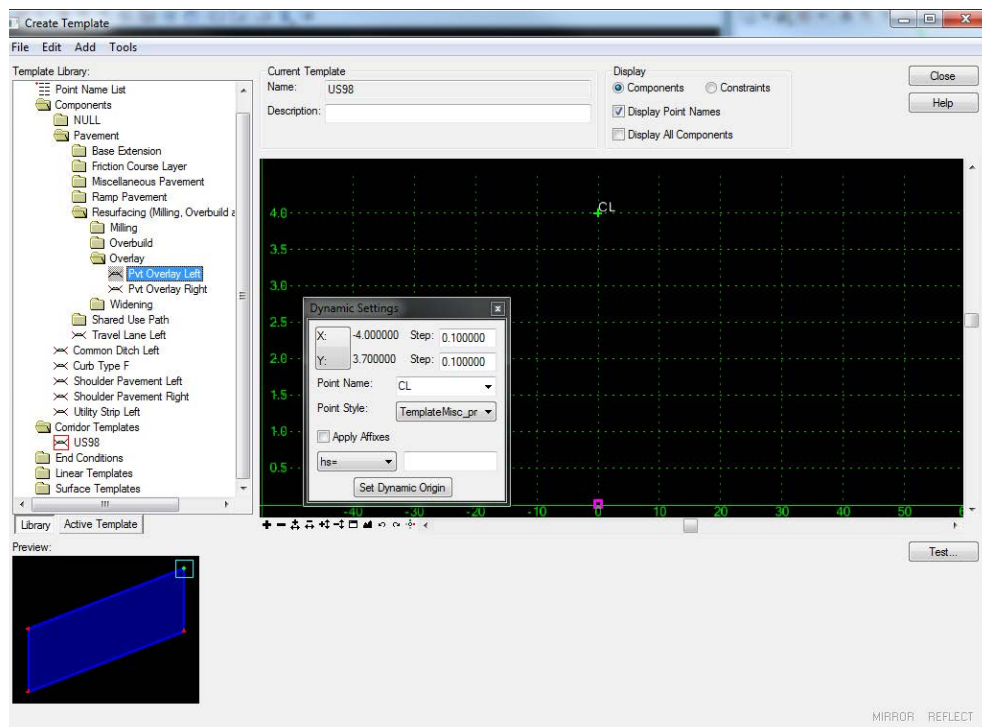 Create Template
File Edit Add Tools
Template Library:
Point Name List
Components
NULL
Pavement
Base Extension
Friction Course Layer
Miscellaneous Pavement
Ramp Pavement
Resurfacing (Milling, Overbuild a
Milling
Overbuild
Overlay
Pvt Overlay Left
Pvt Overlay Right
Widening
Shared Use Path
Travel Lane Left
Common Ditch Left
Curb Type F
Shoulder Pavement Left
Shoulder Pavement Right
Utility Strip Left
Corridor Templates
US98
End Conditions
Linear Templates
Surface Templates
Library Active Template
Current Template
Name: US98
Description:
Display
Components Constraints
Display Point Names
Display All Components
Close
Help
CL
4.0
3.5
3.0
2.5
2.0
1.5
1.0
0.5
-40 -30 -20 -10 0 10 20 30 40 50 6
Dynamic Settings
X: -4.000000 Step: 0.100000
Y: 3.700000 Step: 0.100000
Point Name: CL
Point Style: TemplateMisc_pr
Apply Affixes
hs=
Set Dynamic Origin
Preview:
Test...
MIRROR REFLECT